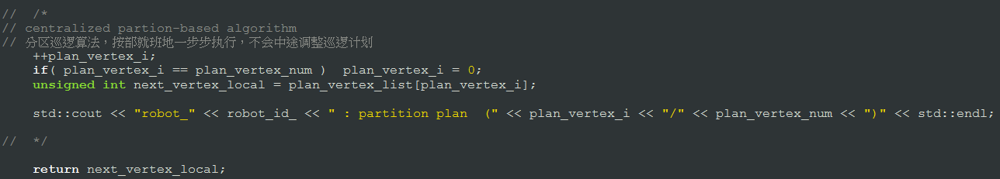 //  /*
// centralized partion-based algorithm
// 分区巡逻算法，按部就班地一步步执行，不会中途调整巡逻计划
    ++plan_vertex_i;
    if( plan_vertex_i == plan_vertex_num )  plan_vertex_i = 0;
    unsigned int next_vertex_local = plan_vertex_list[plan_vertex_i];
    std::cout << "robot_" << robot_id_ << " : partition plan  (" << plan_vertex_i << "/" << plan_vertex_num << ")" << std::endl;
//  */
    return next_vertex_local;